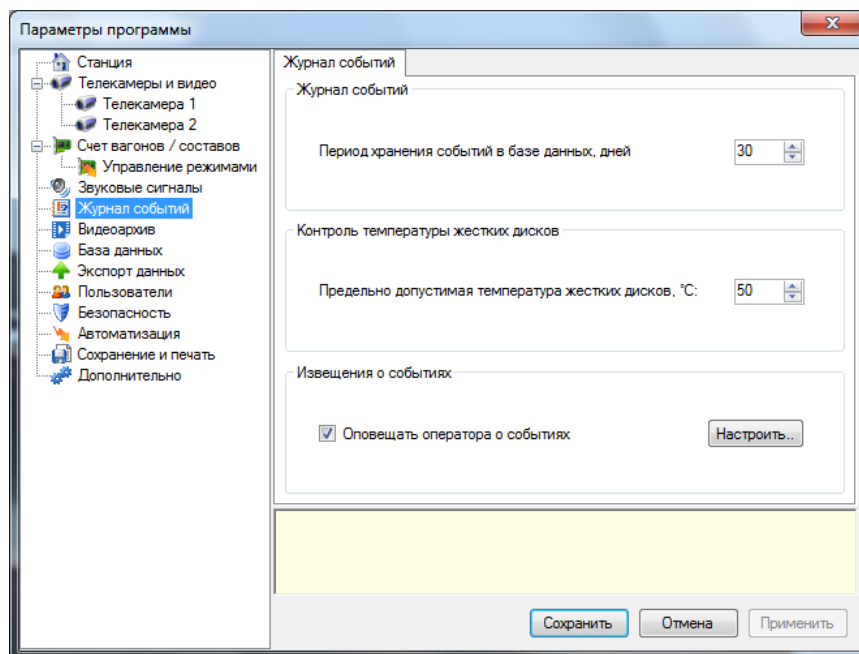 Параметры программы
Станция
Телекамеры и видео
Телекамера 1
Телекамера 2
Счет вагонов / составов
Управление режимами
Звуковые сигналы
Журнал событий
Видеоархив
База данных
Экспорт данных
Пользователи
Безопасность
Автоматизация
Сохранение и печать
Дополнительно
Журнал событий
Журнал событий
Период хранения событий в базе данных, дней 30
Контроль температуры жестких дисков
Предельно допустимая температура жестких дисков, °C: 50
Извещения о событиях
Оповещать оператора о событиях Настроить..
Сохранить Отмена Применить